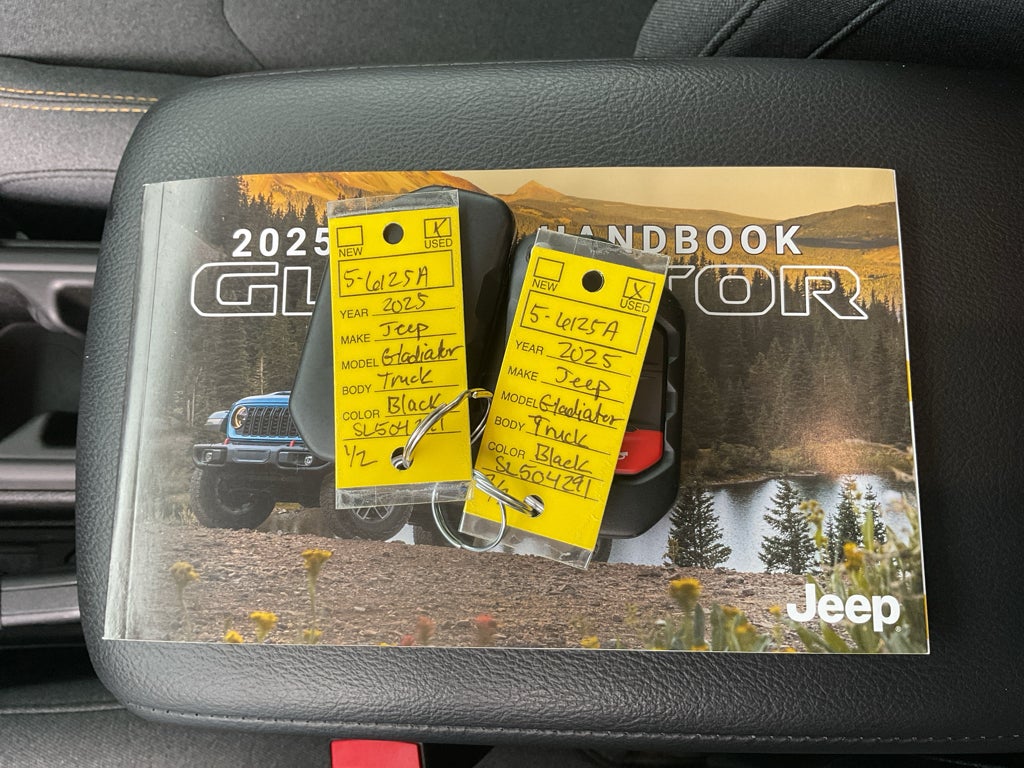 2025 HANDBOOK
NEW USED
5-6125A
YEAR 2025
MAKE Jeep
MODEL Gladiator
BODY Truck
COLOR Black
SL504291
1/2
NEW USED
5-6125A
YEAR 2025
MAKE Jeep
MODEL Gladiator
BODY Truck
COLOR Black
SL504291
Jeep